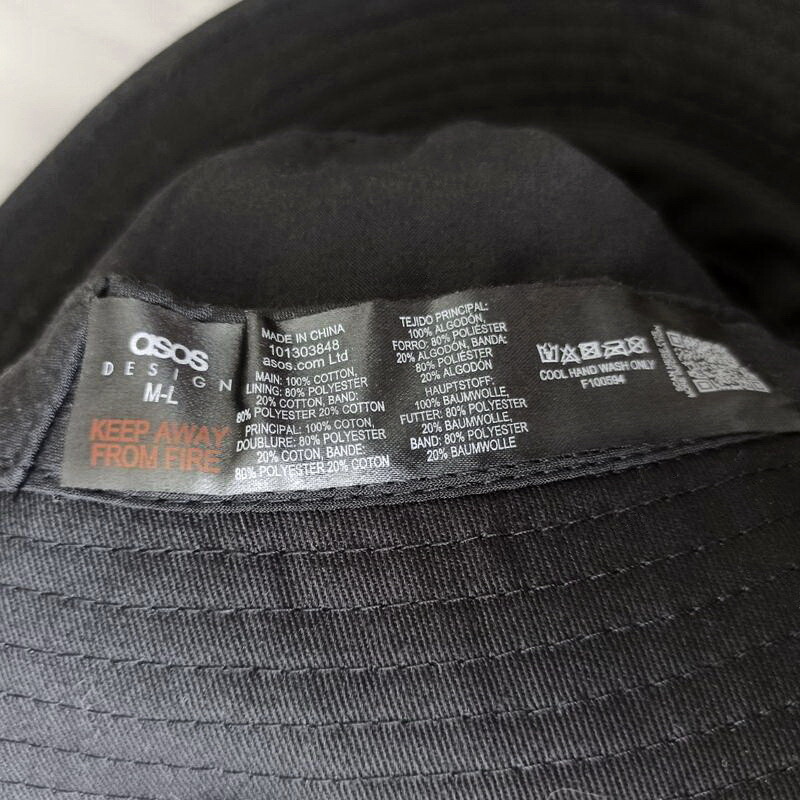 asos
DESIGN
M-L
KEEP AWAY
FROM FIRE
MADE IN CHINA
101303848
asos.com Ltd
MAIN: 100% COTTON,
LINING: 80% POLYESTER
20% COTTON, BAND:
80% POLYESTER 20% COTTON
PRINCIPAL: 100% COTON,
DOUBLURE: 80% POLYESTER
20% COTON, BANDE:
80% POLYESTER 20% COTON
TEJIDO PRINCIPAL:
100% ALGODÓN,
FORRO: 80% POLIÉSTER
20% ALGODÓN, BANDA:
80% POLIÉSTER
20% ALGODÓN
HAUPTSTOFF:
100% BAUMWOLLE
FUTTER: 80% POLYESTER
20% BAUMWOLLE,
BAND: 80% POLYESTER
20% BAUMWOLLE
COOL HAND WASH ONLY
F100594